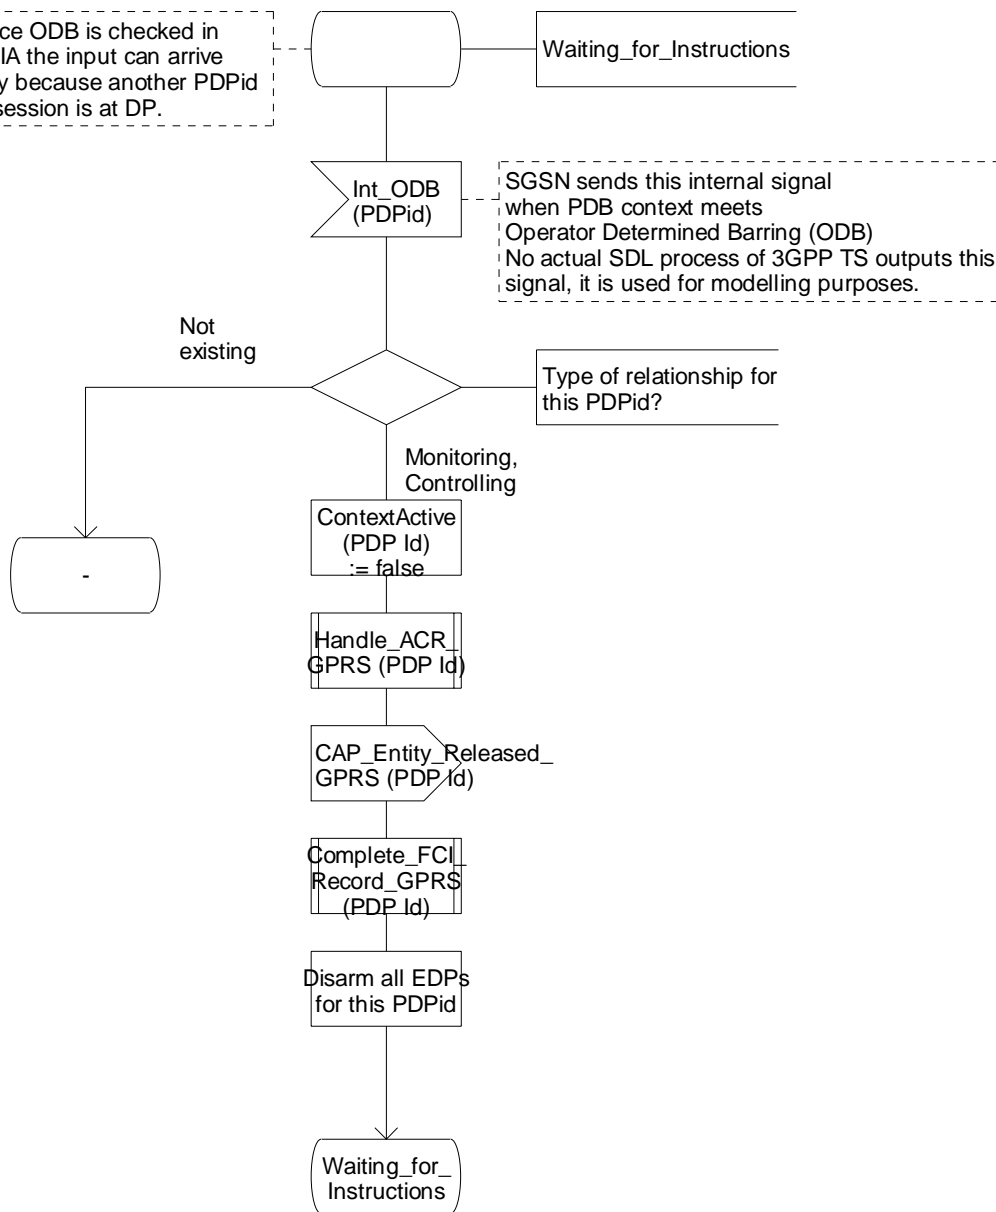 ce ODB is checked in
IA the input can arrive
y because another PDPid
session is at DP.
Waiting_for_Instructions
Int_ODB
(PDPid)
SGSN sends this internal signal
when PDB context meets
Operator Determined Barring (ODB)
No actual SDL process of 3GPP TS outputs this
signal, it is used for modelling purposes.
Not
existing
Type of relationship for
this PDPid?
Monitoring,
Controlling
ContextActive
(PDP Id)
:= false
-
Handle_ACR_
GPRS (PDP Id)
CAP_Entity_Released_
GPRS (PDP Id)
Complete_FCI_
Record_GPRS
(PDP Id)
Disarm all EDPs
for this PDPid
Waiting_for_
Instructions